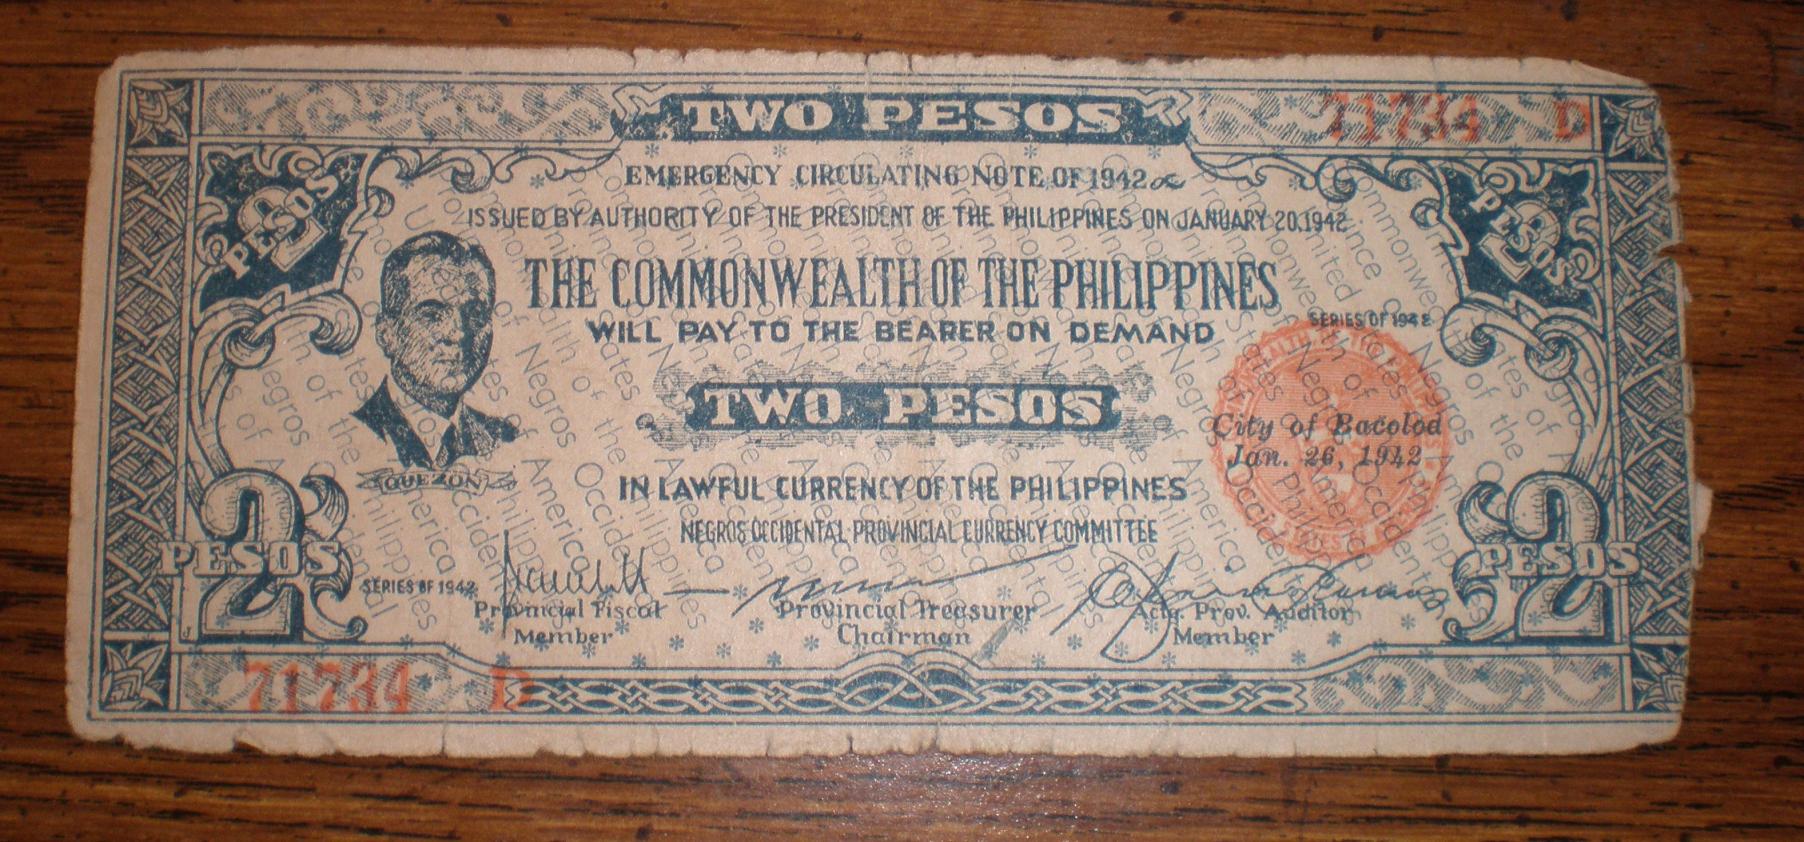 TWO PESOS
71734 D
2 PESOS
2 PESOS
EMERGENCY CIRCULATING NOTE OF 1942
ISSUED BY AUTHORITY OF THE PRESIDENT OF THE PHILIPPINES ON JANUARY 20,1942
THE COMMONWEALTH OF THE PHILIPPINES
WILL PAY TO THE BEARER ON DEMAND
SERIES OF 1942
TWO PESOS
City of Bacolod
Jan. 26, 1942
QUEZON
IN LAWFUL CURRENCY OF THE PHILIPPINES
NEGROS OCCIDENTAL PROVINCIAL CURRENCY COMMITTEE
2 PESOS
2 PESOS
SERIES OF 1942
Provincial Fiscal
Member
Provincial Treasurer
Chairman
Actg. Prov. Auditor
Member
71734 D